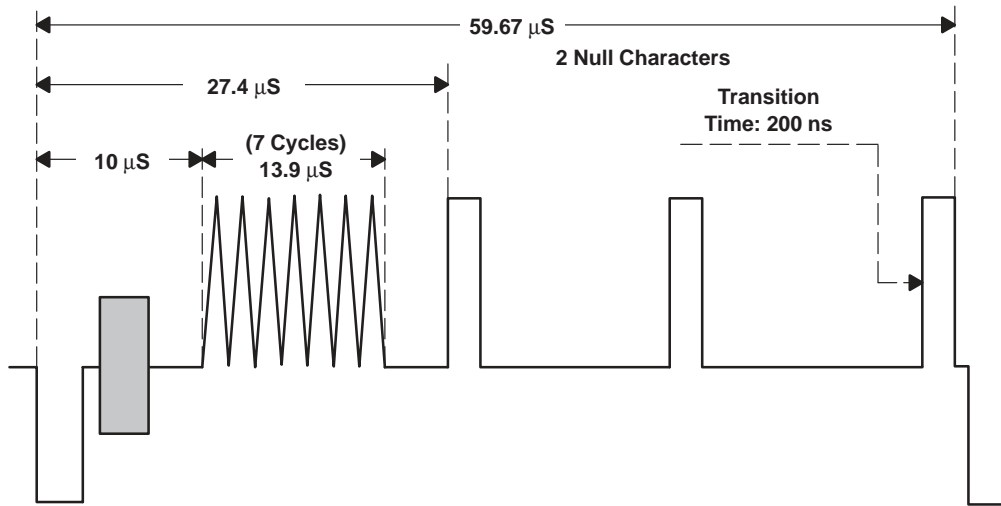 59.67 μS
2 Null Characters
27.4 μS
Transition
Time: 200 ns
(7 Cycles)
10 μS
13.9 μS